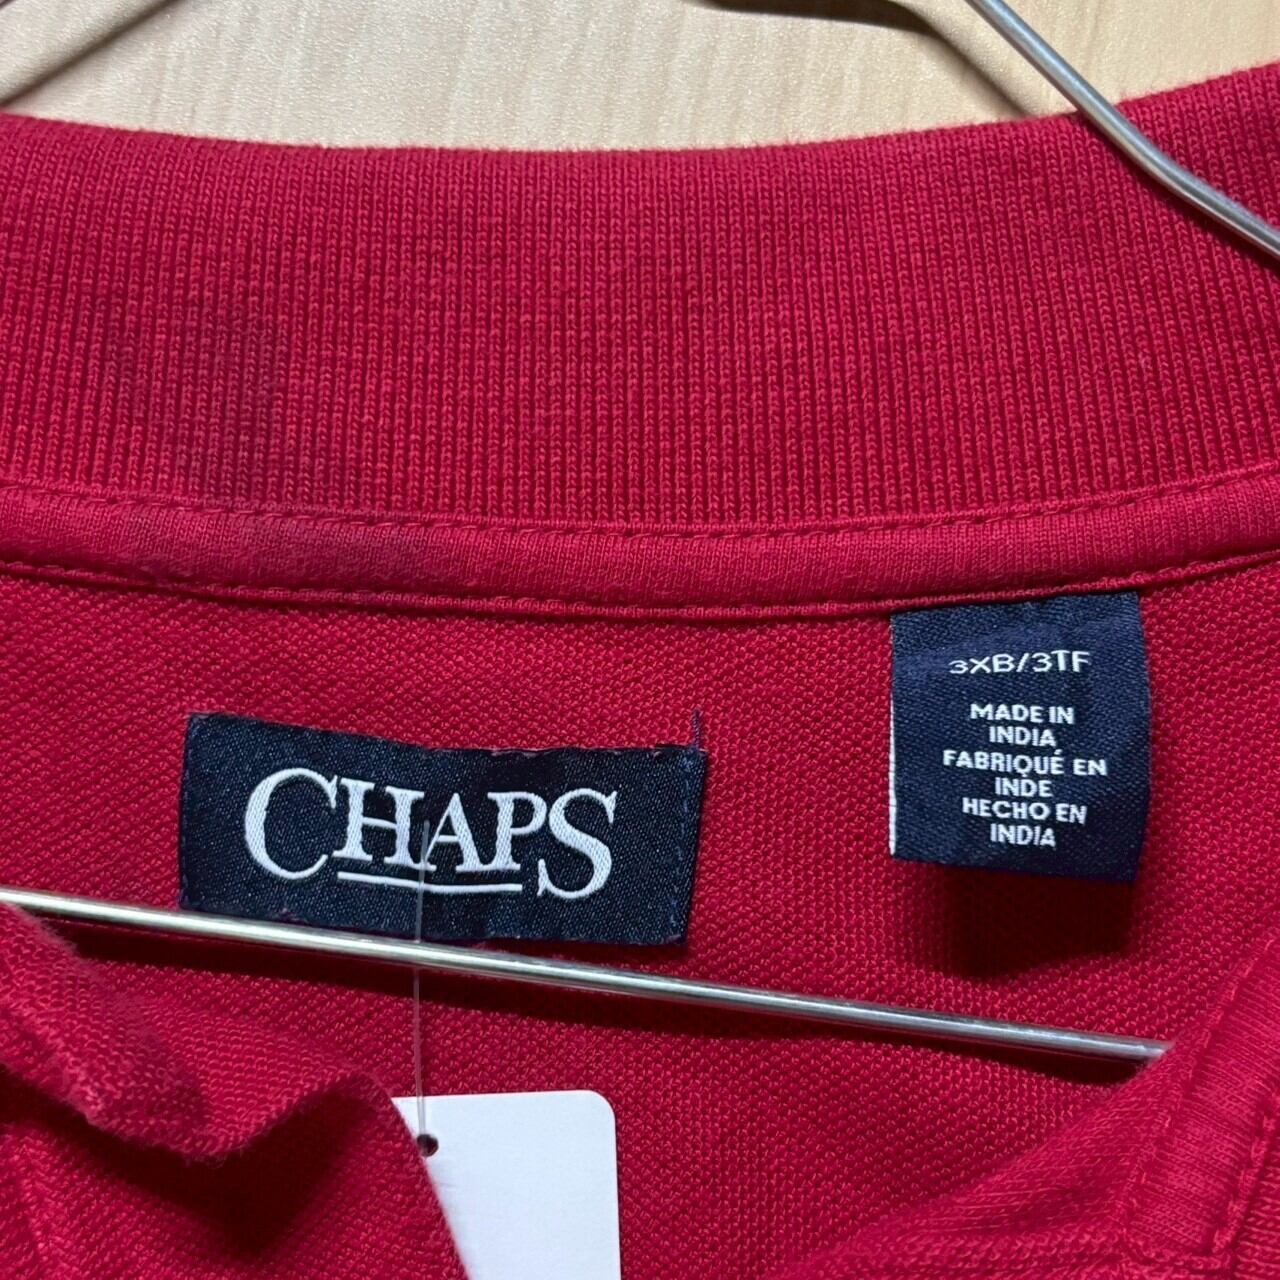 CHAPS
3XB/3TF
MADE IN
INDIA
FABRIQUÉ EN
INDE
HECHO EN
INDIA